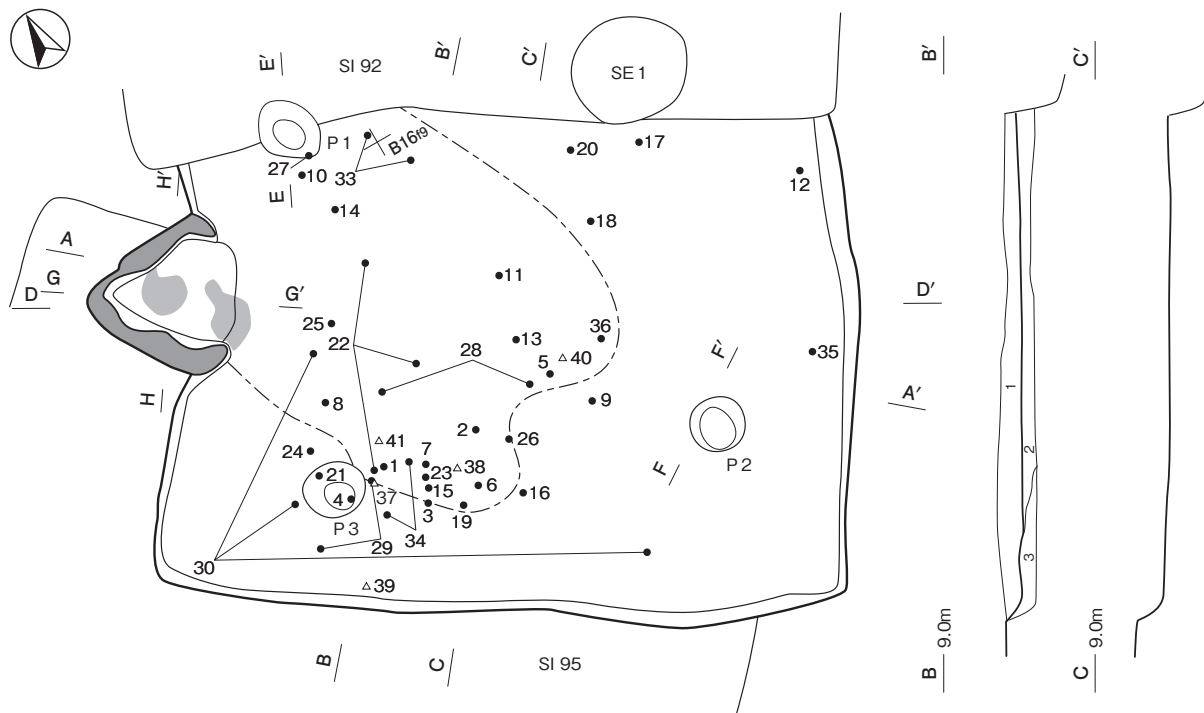 E′
SI 92
B′
C′
SE 1
B′
C′
P 1
B16f9
27
10
33
20
17
12
H′
E
14
18
A
G
D
G′
11
D′
25
22
13
36
28
5
40
F′
35
H
8
9
A′
1
2
26
41
24
7
1
38
23
21
6
F
P 2
2
4
37
15
16
3
19
P 3
34
29
3
30
39
B
C
SI 95
B 9.0m
C 9.0m